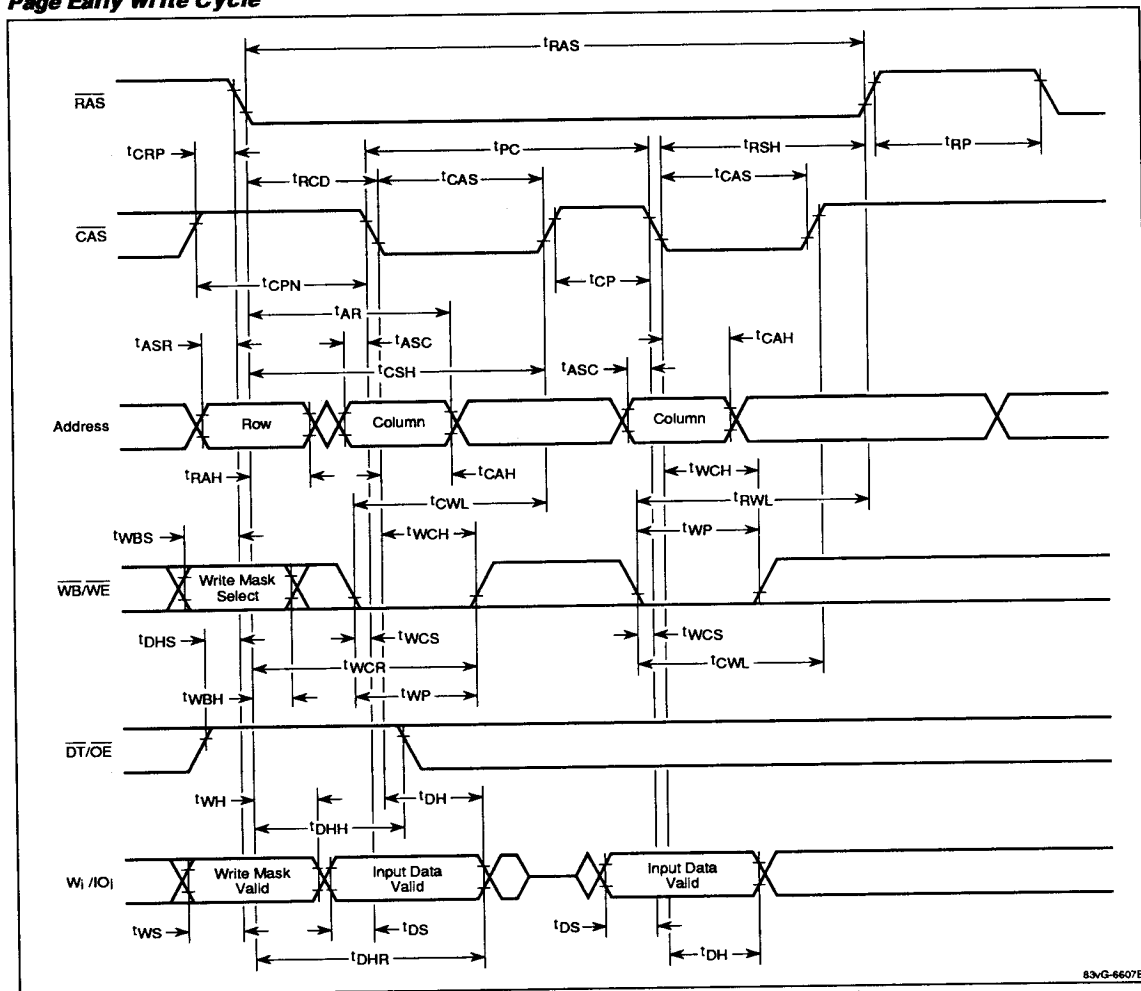 Page Early Write Cycle
tRAS
RAS
tCRP
tPC
tRSH
tRP
tRCD
tCAS
tCAS
CAS
tCPN
tCP
tAR
tASR
tASC
tCAH
tCSH
tASC
Address
Row
Column
Column
tRAH
tCAH
tWCH
tCWL
tRWL
tWBS
tWCH
tWP
WB/WE
Write Mask
Select
tDHS
tWCS
tWCS
tWCR
tCWL
tWBH
tWP
DT/OE
tWH
tDH
tDHH
Wi /IOi
Write Mask
Valid
Input Data
Valid
Input Data
Valid
tWS
tDS
tDS
tDHR
tDH
83vG-6607B